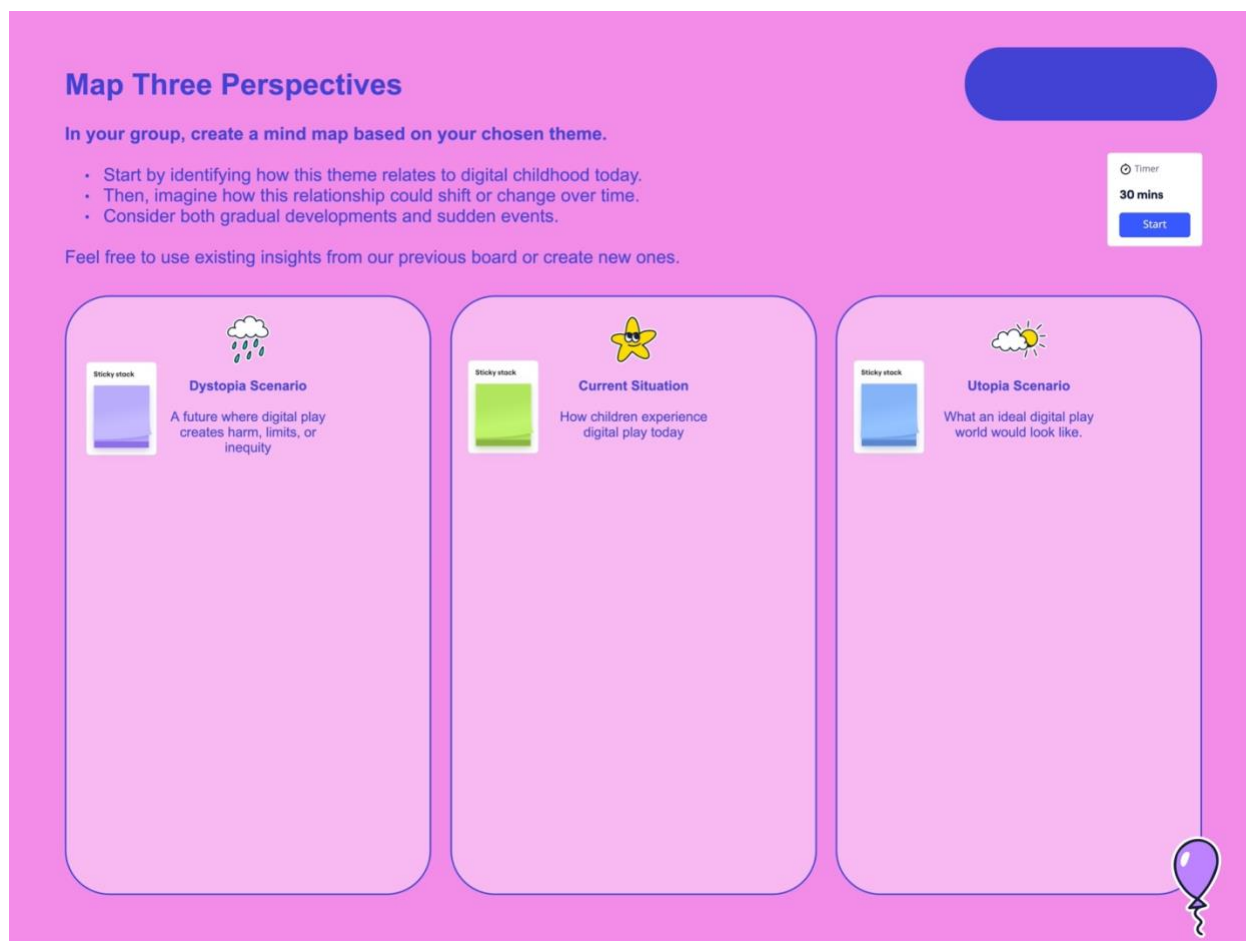 Map Three Perspectives
In your group, create a mind map based on your chosen theme.
• Start by identifying how this theme relates to digital childhood today.
• Then, imagine how this relationship could shift or change over time.
• Consider both gradual developments and sudden events.
Feel free to use existing insights from our previous board or create new ones.
Timer
30 mins
Start
Sticky stack
Dystopia Scenario
A future where digital play
creates harm, limits, or
inequity
Sticky stack
Current Situation
How children experience
digital play today
Sticky stack
Utopia Scenario
What an ideal digital play
world would look like.